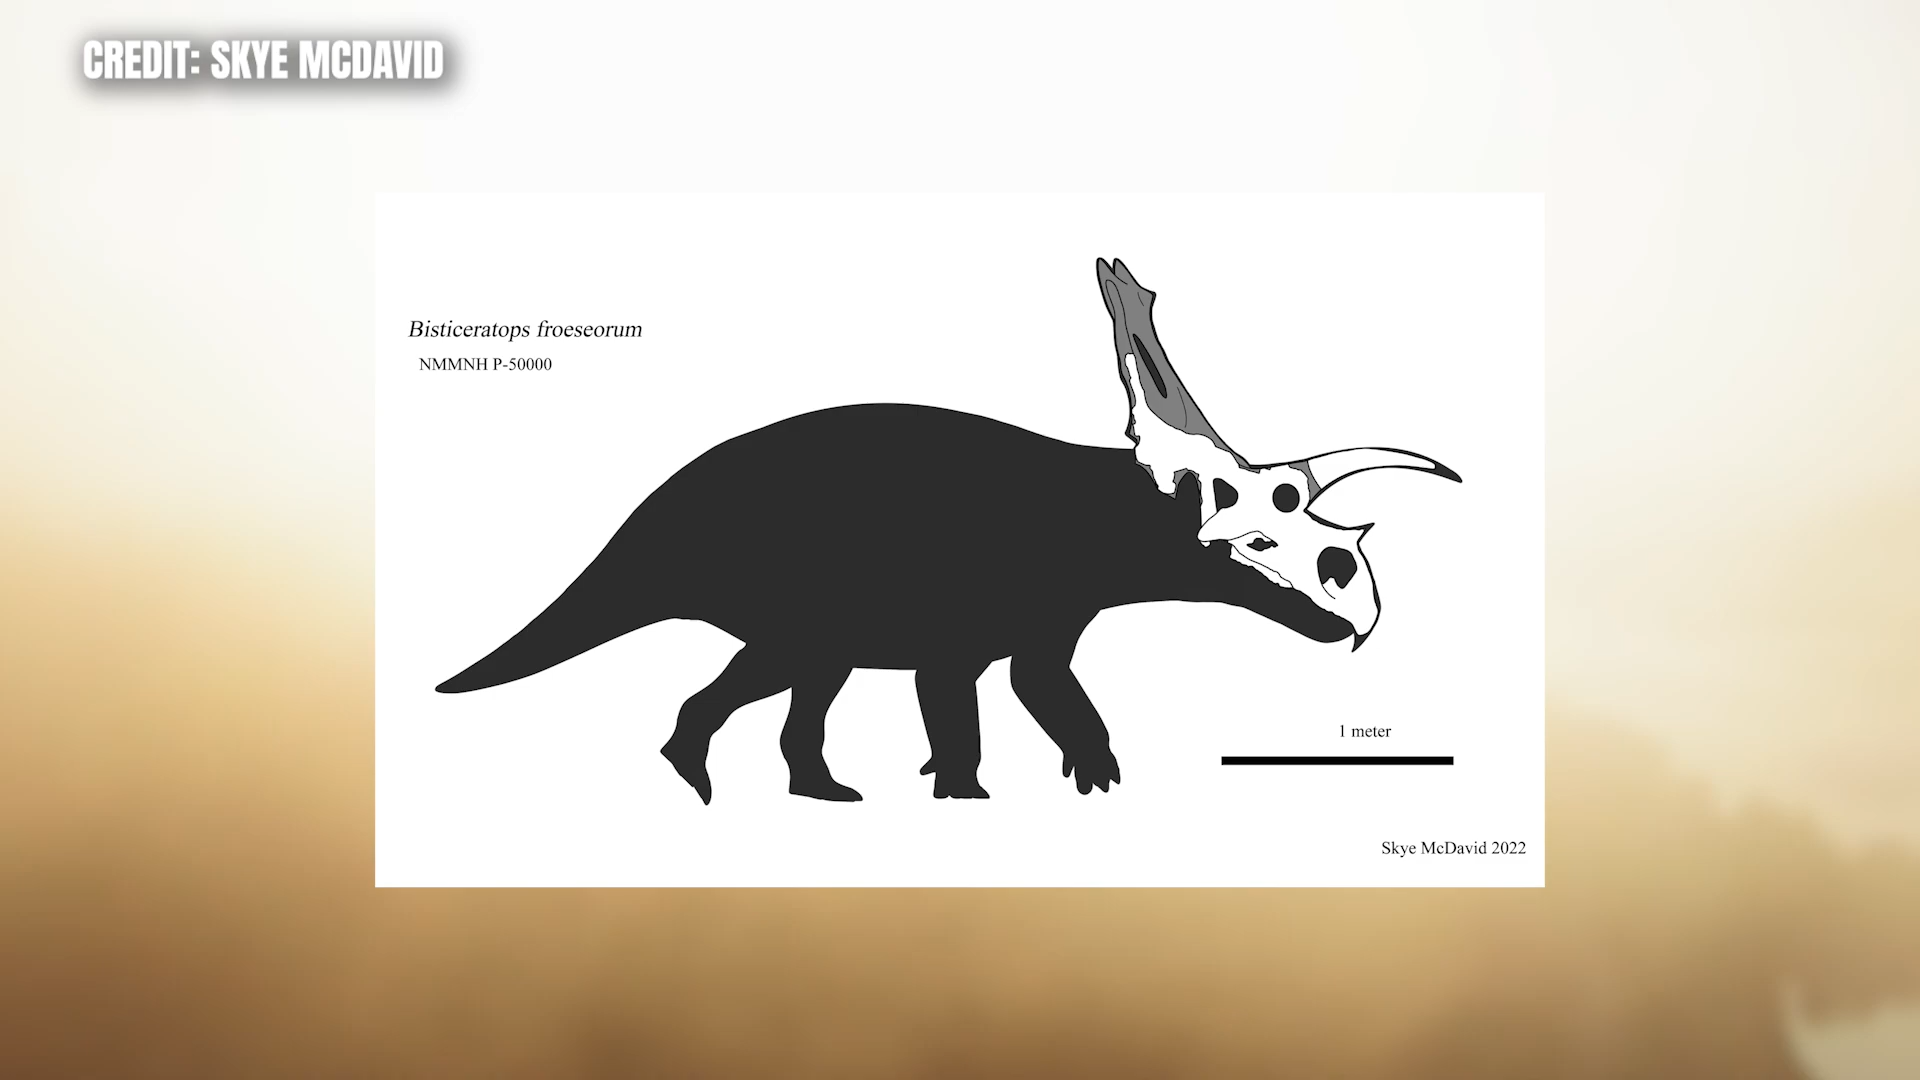 CREDIT: SKYE MCDAVID
Bisticeratops froeseorum
NMMNH P-50000
1 meter
Skye McDavid 2022